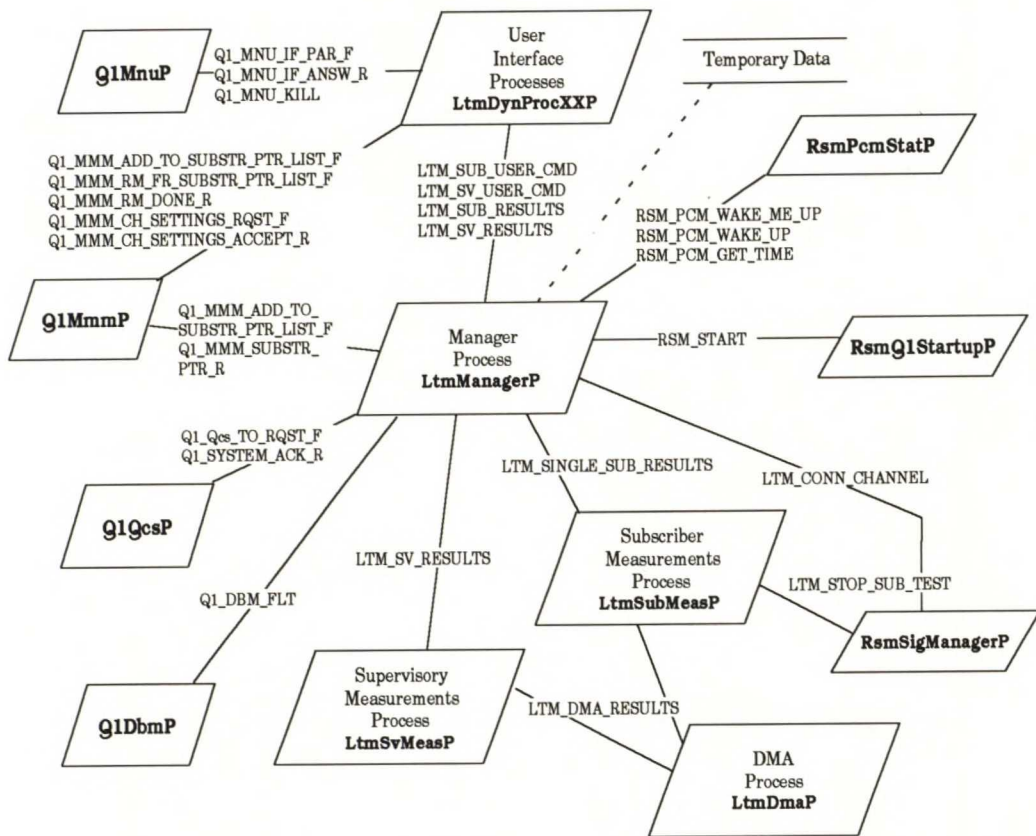 Q1MnuP
Q1_MNU_IF_PAR_F
Q1_MNU_IF_ANSW_R
Q1_MNU_KILL
User
Interface
Processes
LtmDynProcXXP
Temporary Data
RsmPcmStatP
Q1_MMM_ADD_TO_SUBSTR_PTR_LIST_F
Q1_MMM_RM_FR_SUBSTR_PTR_LIST_F
Q1_MMM_RM_DONE_R
Q1_MMM_CH_SETTINGS_RQST_F
Q1_MMM_CH_SETTINGS_ACCEPT_R
LTM_SUB_USER_CMD
LTM_SV_USER_CMD
LTM_SUB_RESULTS
LTM_SV_RESULTS
RSM_PCM_WAKE_ME_UP
RSM_PCM_WAKE_UP
RSM_PCM_GET_TIME
Q1MmmP
Q1_MMM_ADD_TO_
SUBSTR_PTR_LIST_F
Q1_MMM_SUBSTR_
PTR_R
Manager
Process
LtmManagerP
RSM_START
RsmQ1StartupP
Q1_Qcs_TO_RQST_F
Q1_SYSTEM_ACK_R
LTM_SINGLE_SUB_RESULTS
LTM_CONN_CHANNEL
Q1QcsP
LTM_SV_RESULTS
Subscriber
Measurements
Process
LtmSubMeasP
LTM_STOP_SUB_TEST
Q1_DBM_FLT
RsmSigManagerP
Q1DbmP
Supervisory
Measurements
Process
LtmSvMeasP
LTM_DMA_RESULTS
DMA
Process
LtmDmaP